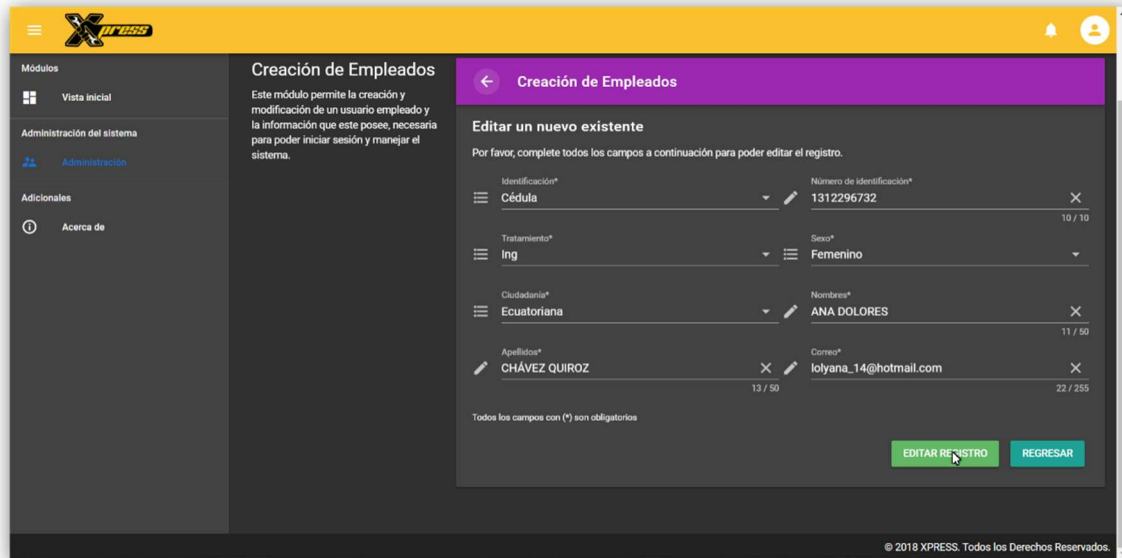 Xpress
Módulos
Vista inicial
Administración del sistema
Administración
Adicionales
Acerca de
Creación de Empleados
Este módulo permite la creación y
modificación de un usuario empleado y
la información que este posee, necesaria
para poder iniciar sesión y manejar el
sistema.
Creación de Empleados
Editar un nuevo existente
Por favor, complete todos los campos a continuación para poder editar el registro.
Identificación*
Cédula
Número de identificación*
1312296732
10 / 10
Tratamiento*
Ing
Sexo*
Femenino
Ciudadanía*
Ecuatoriana
Nombres*
ANA DOLORES
11 / 50
Apellidos*
CHÁVEZ QUIROZ
13 / 50
Correo*
lolyana_14@hotmail.com
22 / 255
Todos los campos con (*) son obligatorios
EDITAR REGISTRO
REGRESAR
© 2018 XPRESS. Todos los Derechos Reservados.